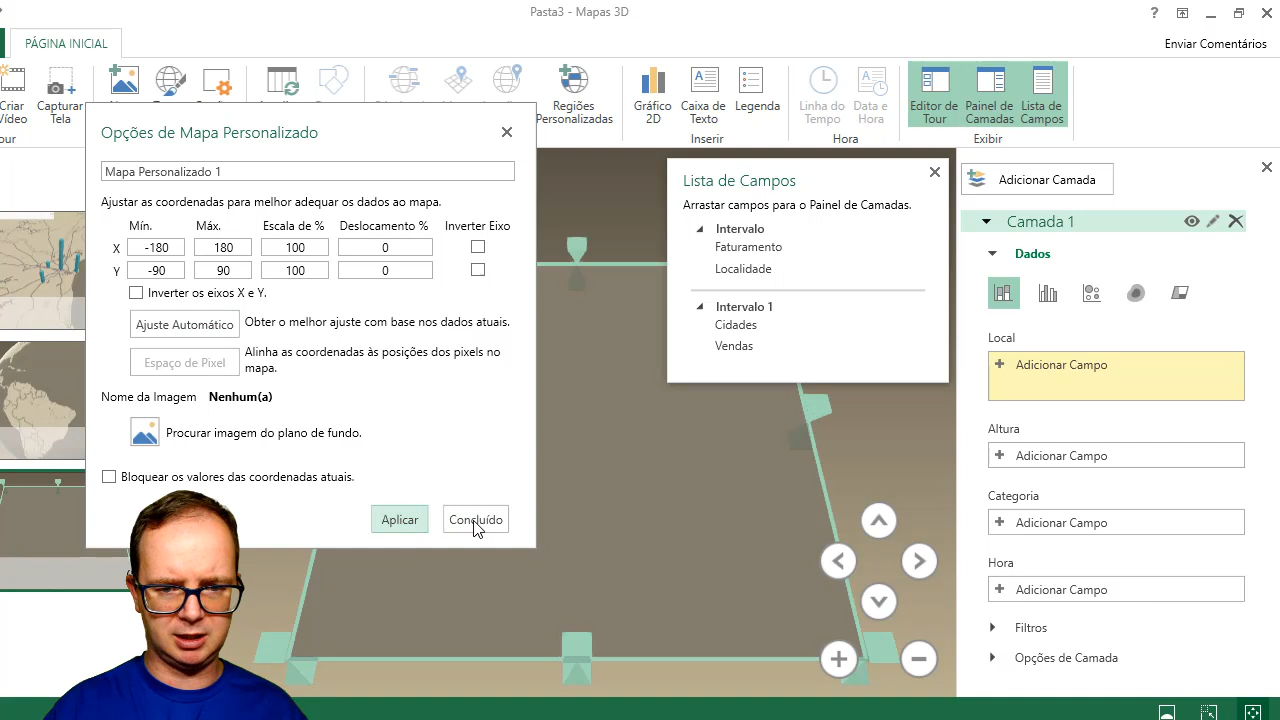 Pasta3 - Mapas 3D
?
PÁGINA INICIAL
Enviar Comentários
Criar Vídeo
Capturar Tela
Regiões Personalizadas
Gráfico 2D
Caixa de Texto
Legenda
Inserir
Linha do Tempo
Data e Hora
Hora
Editor de Tour
Painel de Camadas
Lista de Campos
Exibir
Opções de Mapa Personalizado
Mapa Personalizado 1
Ajustar as coordenadas para melhor adequar os dados ao mapa.
Mín. Máx. Escala de % Deslocamento % Inverter Eixo
X -180 180 100 0
Y -90 90 100 0
Inverter os eixos X e Y.
Ajuste Automático Obter o melhor ajuste com base nos dados atuais.
Espaço de Pixel Alinha as coordenadas às posições dos pixels no
mapa.
Nome da Imagem Nenhum(a)
Procurar imagem do plano de fundo.
Bloquear os valores das coordenadas atuais.
Aplicar Concluído
Lista de Campos
Arrastar campos para o Painel de Camadas.
Intervalo
Faturamento
Localidade
Intervalo 1
Cidades
Vendas
Adicionar Camada
Camada 1
Dados
Local
Adicionar Campo
Altura
Adicionar Campo
Categoria
Adicionar Campo
Hora
Adicionar Campo
Filtros
Opções de Camada